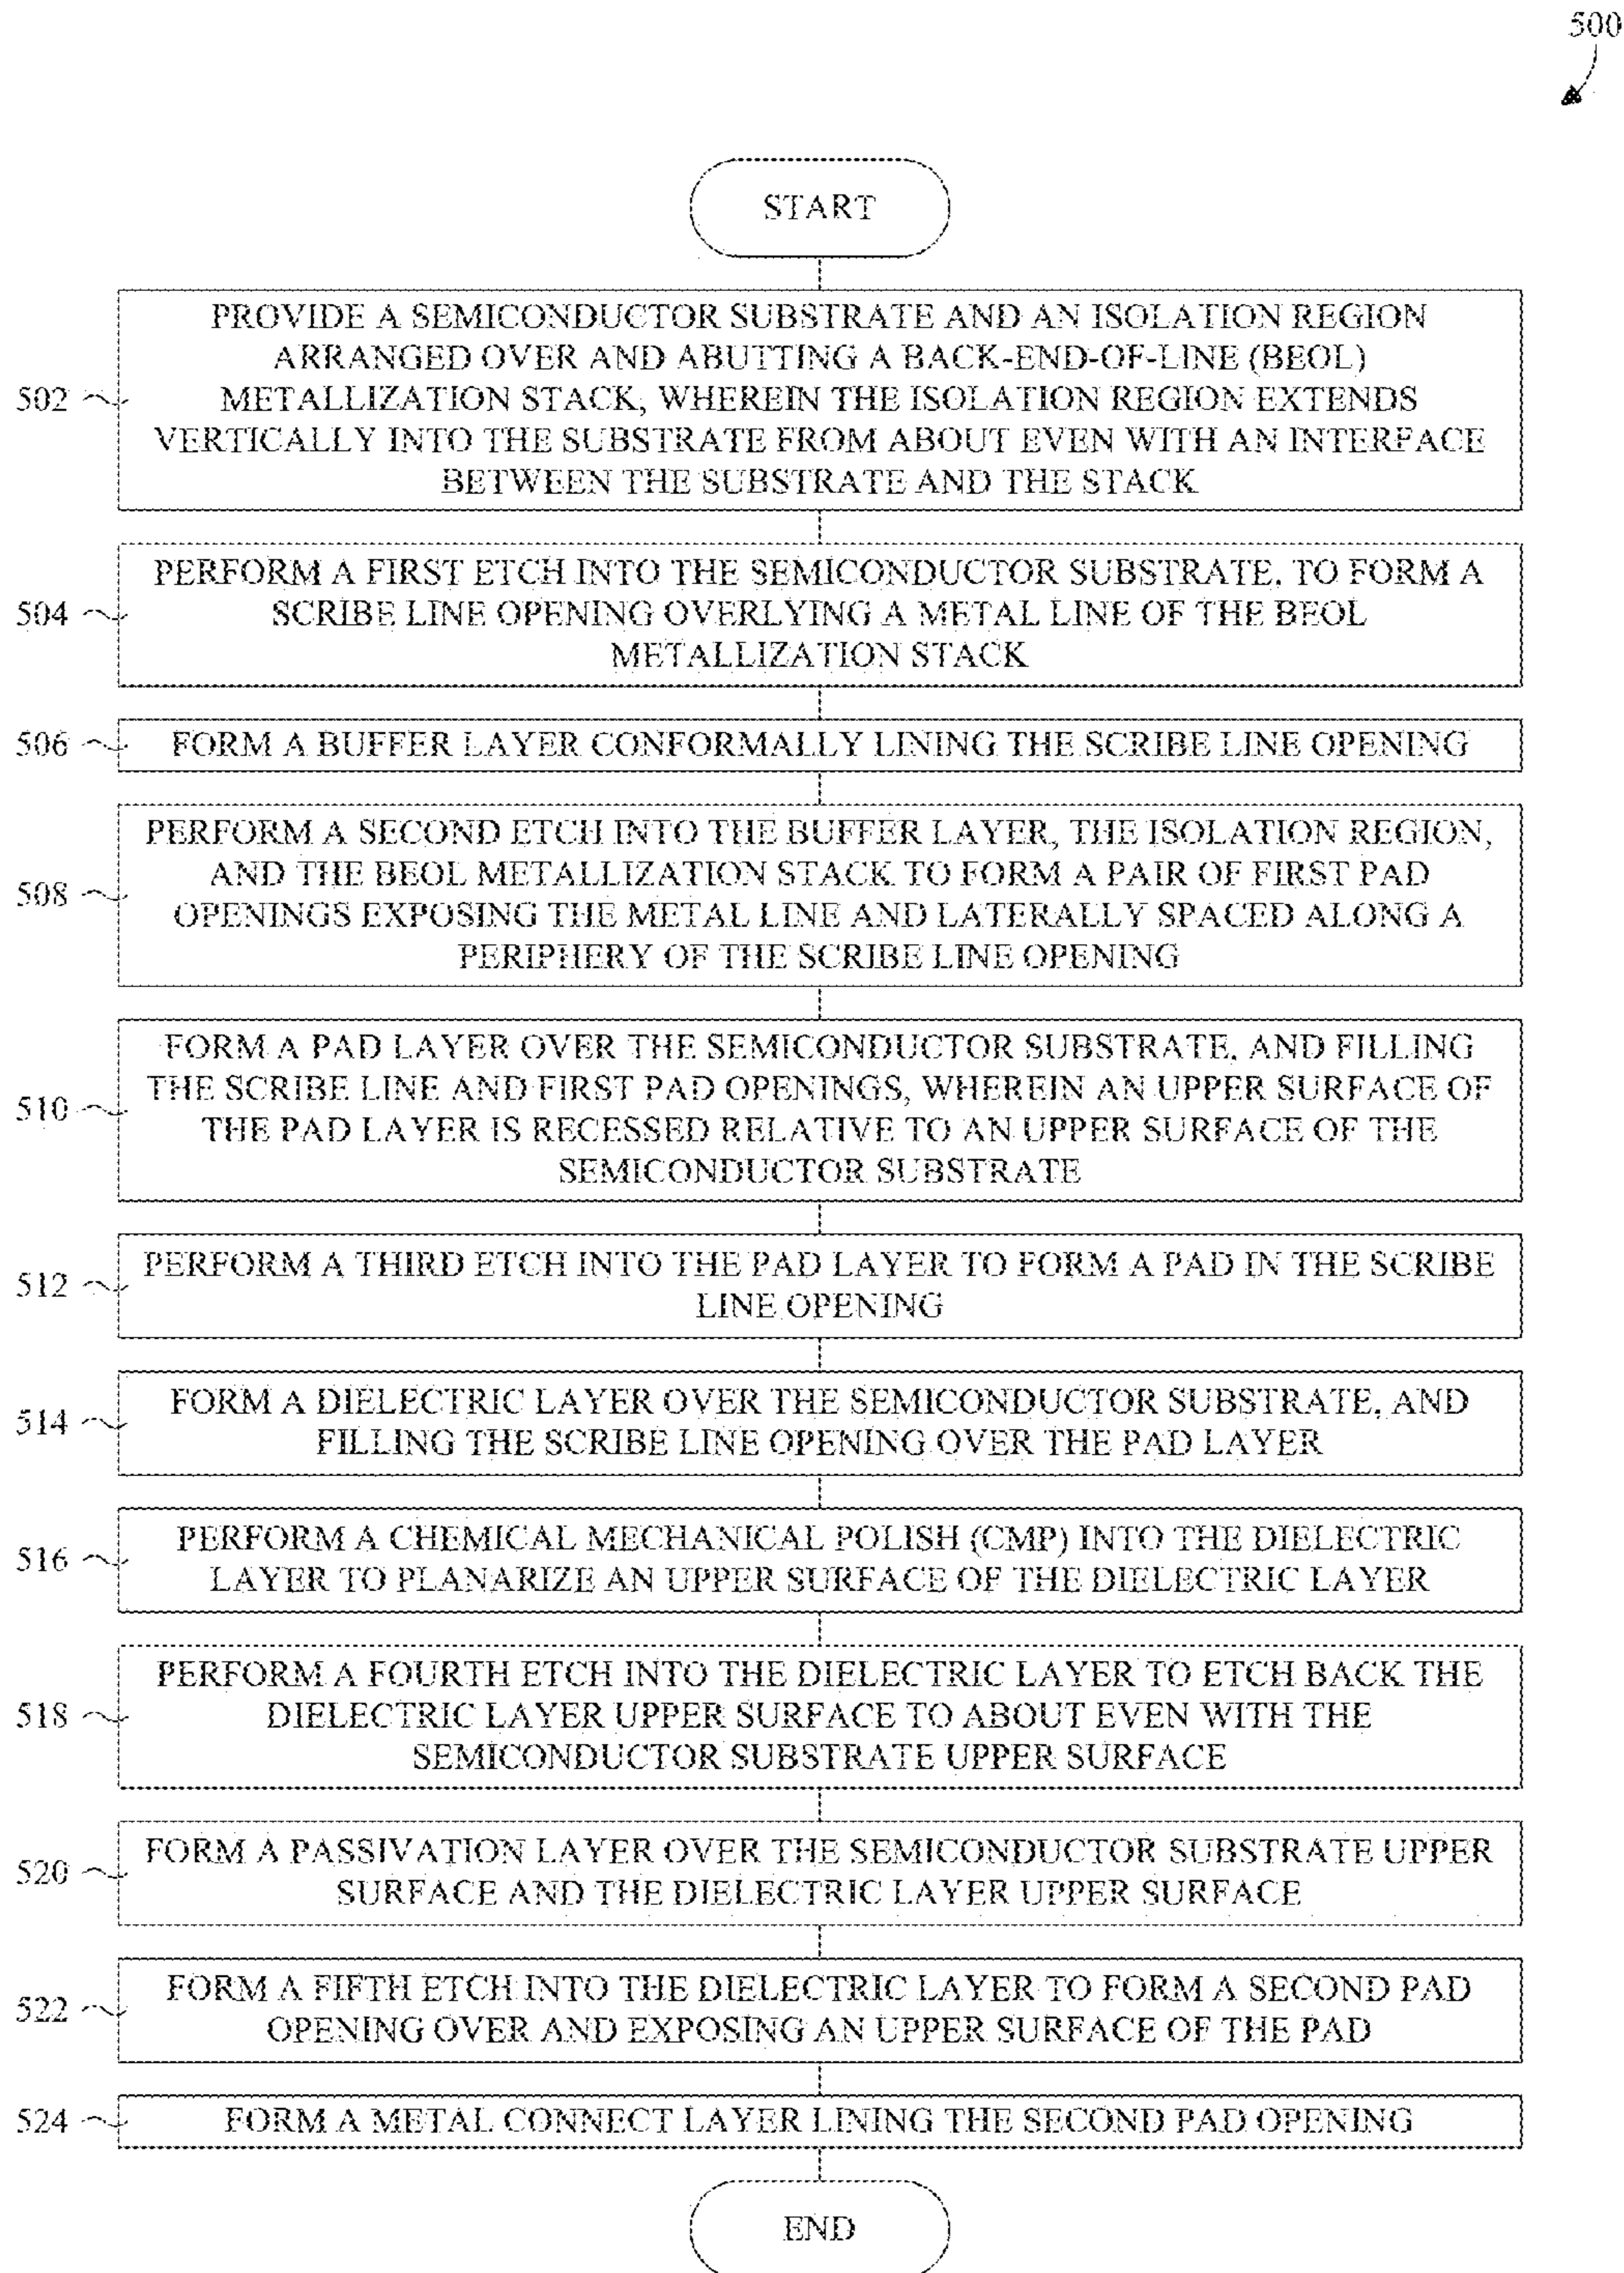 500
START
502
PROVIDE A SEMICONDUCTOR SUBSTRATE AND AN ISOLATION REGION
ARRANGED OVER AND ABUTTING A BACK-END-OF-LINE (BEOL)
METALLIZATION STACK, WHEREIN THE ISOLATION REGION EXTENDS
VERTICALLY INTO THE SUBSTRATE FROM ABOUT EVEN WITH AN INTERFACE
BETWEEN THE SUBSTRATE AND THE STACK
504
PERFORM A FIRST ETCH INTO THE SEMICONDUCTOR SUBSTRATE, TO FORM A
SCRIBE LINE OPENING OVERLYING A METAL LINE OF THE BEOL
METALLIZATION STACK
506
FORM A BUFFER LAYER CONFORMALLY LINING THE SCRIBE LINE OPENING
508
PERFORM A SECOND ETCH INTO THE BUFFER LAYER, THE ISOLATION REGION,
AND THE BEOL METALLIZATION STACK TO FORM A PAIR OF FIRST PAD
OPENINGS EXPOSING THE METAL LINE AND LATERALLY SPACED ALONG A
PERIPHERY OF THE SCRIBE LINE OPENING
510
FORM A PAD LAYER OVER THE SEMICONDUCTOR SUBSTRATE, AND FILLING
THE SCRIBE LINE AND FIRST PAD OPENINGS, WHEREIN AN UPPER SURFACE OF
THE PAD LAYER IS RECESSED RELATIVE TO AN UPPER SURFACE OF THE
SEMICONDUCTOR SUBSTRATE
512
PERFORM A THIRD ETCH INTO THE PAD LAYER TO FORM A PAD IN THE SCRIBE
LINE OPENING
514
FORM A DIELECTRIC LAYER OVER THE SEMICONDUCTOR SUBSTRATE, AND
FILLING THE SCRIBE LINE OPENING OVER THE PAD LAYER
516
PERFORM A CHEMICAL MECHANICAL POLISH (CMP) INTO THE DIELECTRIC
LAYER TO PLANARIZE AN UPPER SURFACE OF THE DIELECTRIC LAYER
518
PERFORM A FOURTH ETCH INTO THE DIELECTRIC LAYER TO ETCH BACK THE
DIELECTRIC LAYER UPPER SURFACE TO ABOUT EVEN WITH THE
SEMICONDUCTOR SUBSTRATE UPPER SURFACE
520
FORM A PASSIVATION LAYER OVER THE SEMICONDUCTOR SUBSTRATE UPPER
SURFACE AND THE DIELECTRIC LAYER UPPER SURFACE
522
FORM A FIFTH ETCH INTO THE DIELECTRIC LAYER TO FORM A SECOND PAD
OPENING OVER AND EXPOSING AN UPPER SURFACE OF THE PAD
524
FORM A METAL CONNECT LAYER LINING THE SECOND PAD OPENING
END